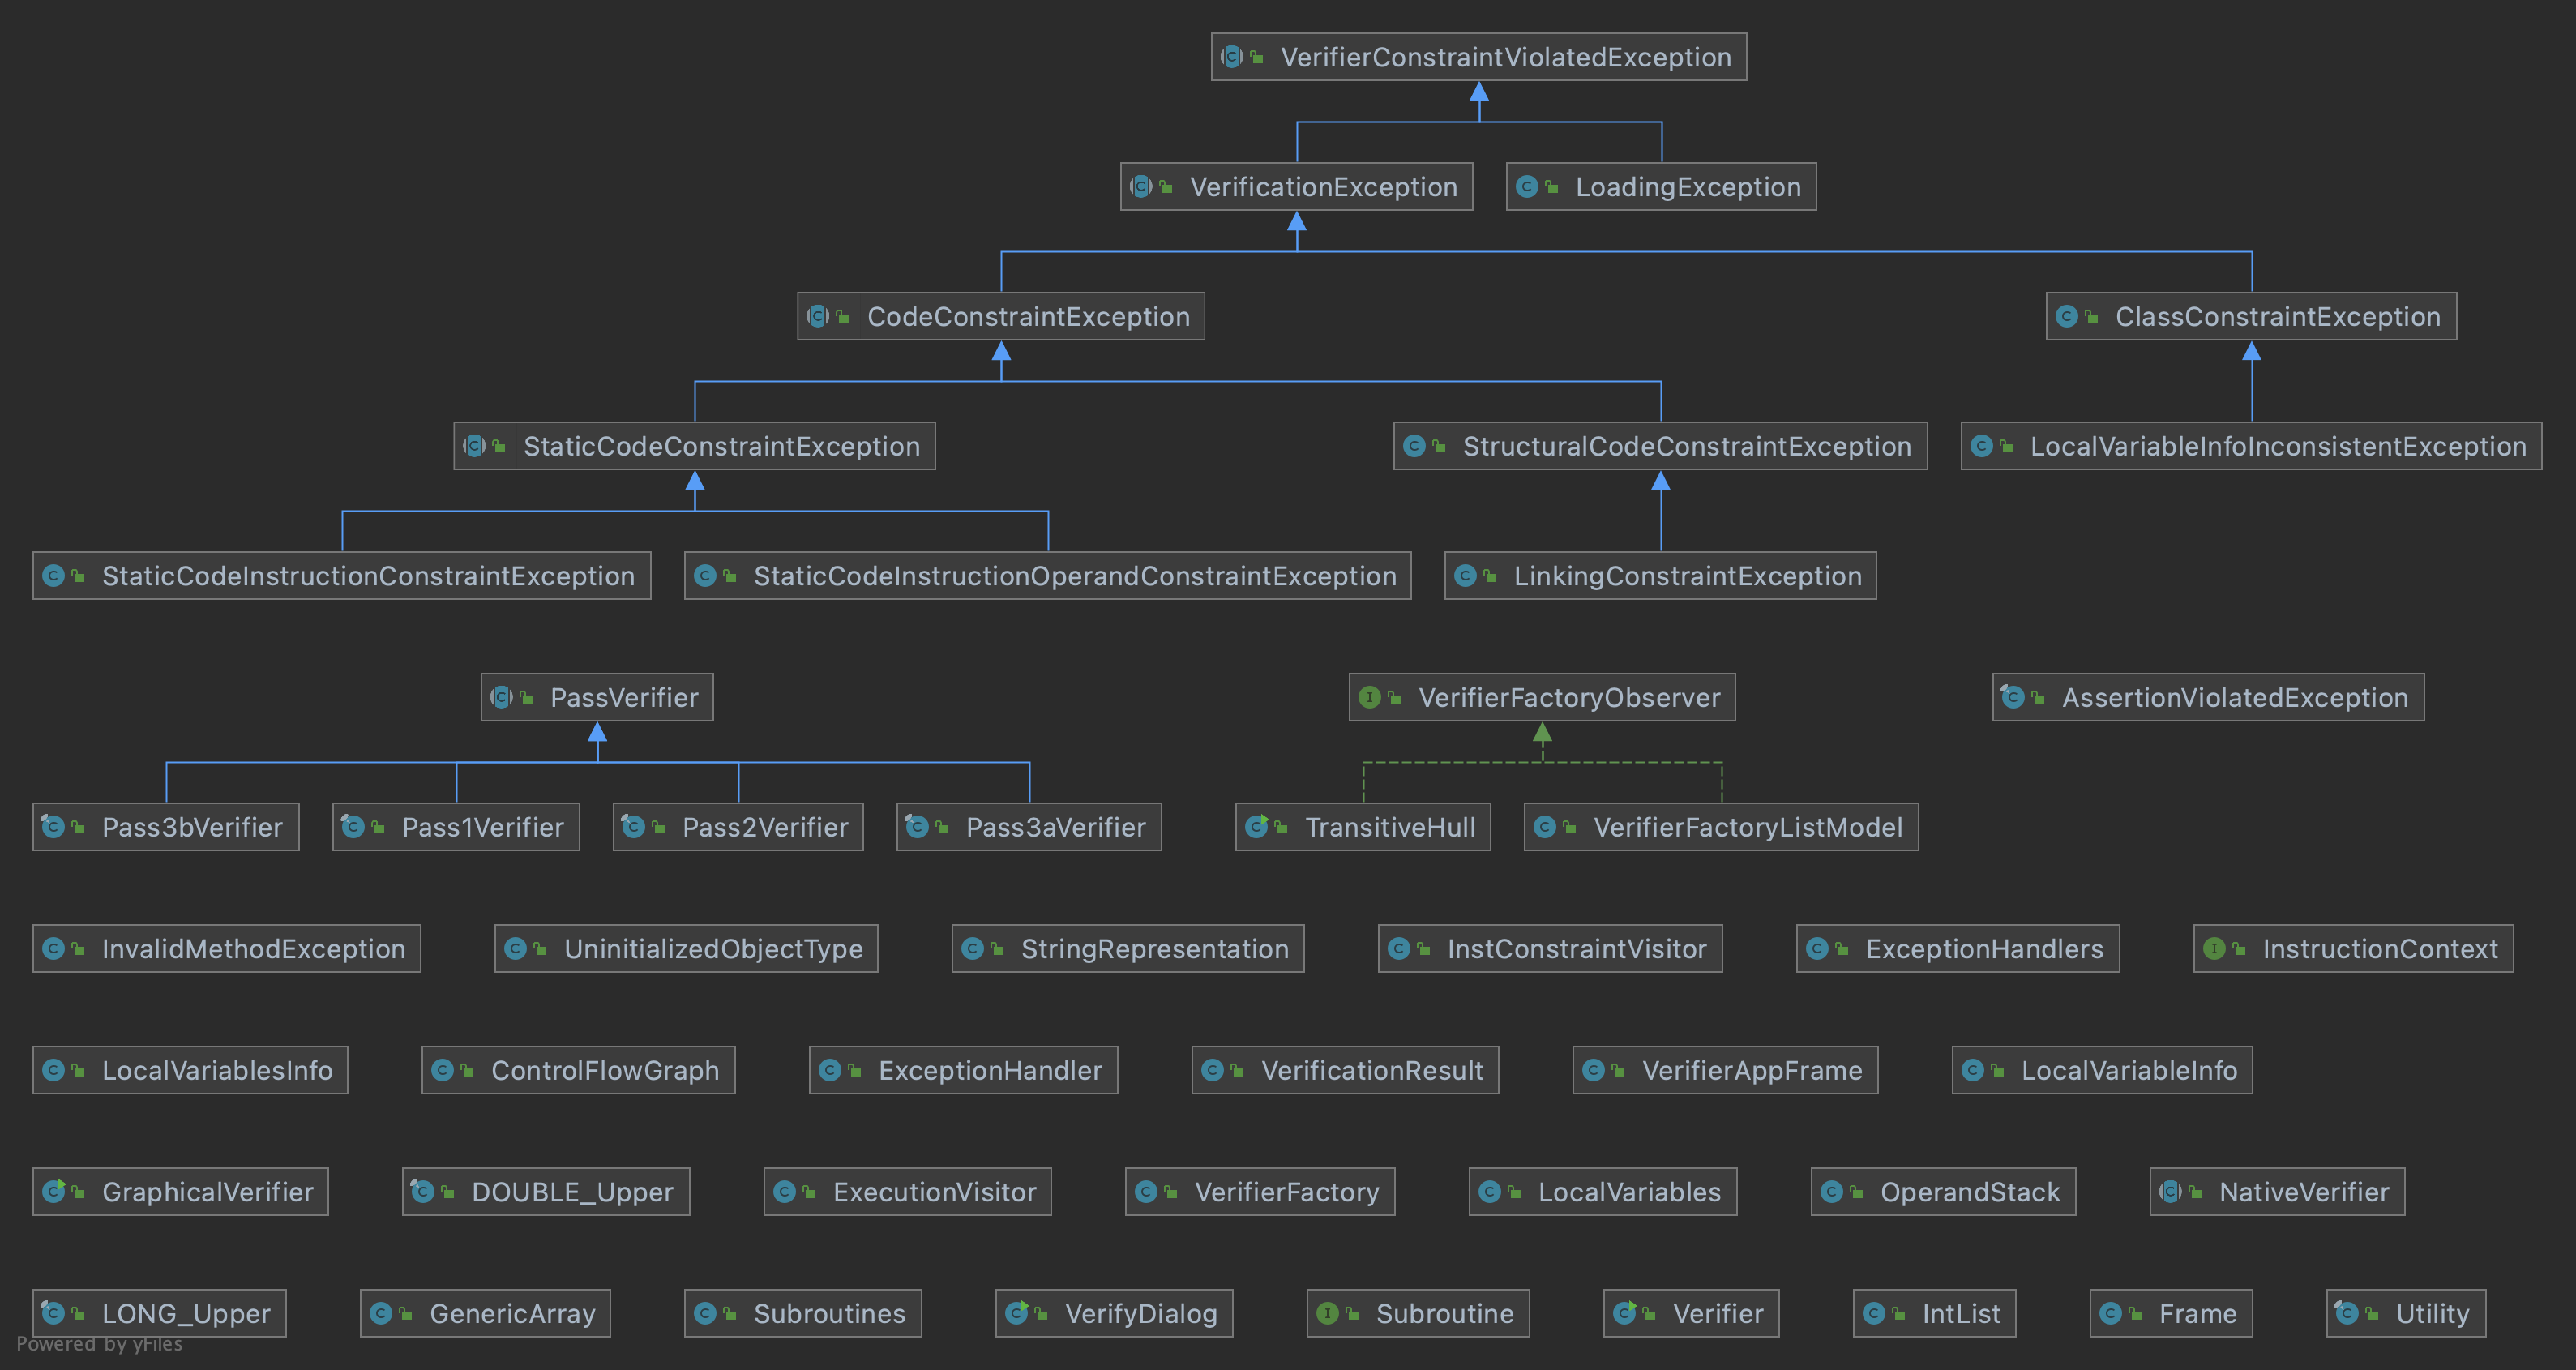 VerifierConstraintViolatedException
VerificationException
LoadingException
CodeConstraintException
ClassConstraintException
StaticCodeConstraintException
StructuralCodeConstraintException
LocalVariableInfoInconsistentException
StaticCodeInstructionConstraintException
StaticCodeInstructionOperandConstraintException
LinkingConstraintException
PassVerifier
VerifierFactoryObserver
AssertionViolatedException
Pass3bVerifier
Pass1Verifier
Pass2Verifier
Pass3aVerifier
TransitiveHull
VerifierFactoryListModel
InvalidMethodException
UninitializedObjectType
StringRepresentation
InstConstraintVisitor
ExceptionHandlers
InstructionContext
LocalVariablesInfo
ControlFlowGraph
ExceptionHandler
VerificationResult
VerifierAppFrame
LocalVariableInfo
GraphicalVerifier
DOUBLE_Upper
ExecutionVisitor
VerifierFactory
LocalVariables
OperandStack
NativeVerifier
LONG_Upper
GenericArray
Subroutines
VerifyDialog
Subroutine
Verifier
IntList
Frame
Utility
Powered by yFiles